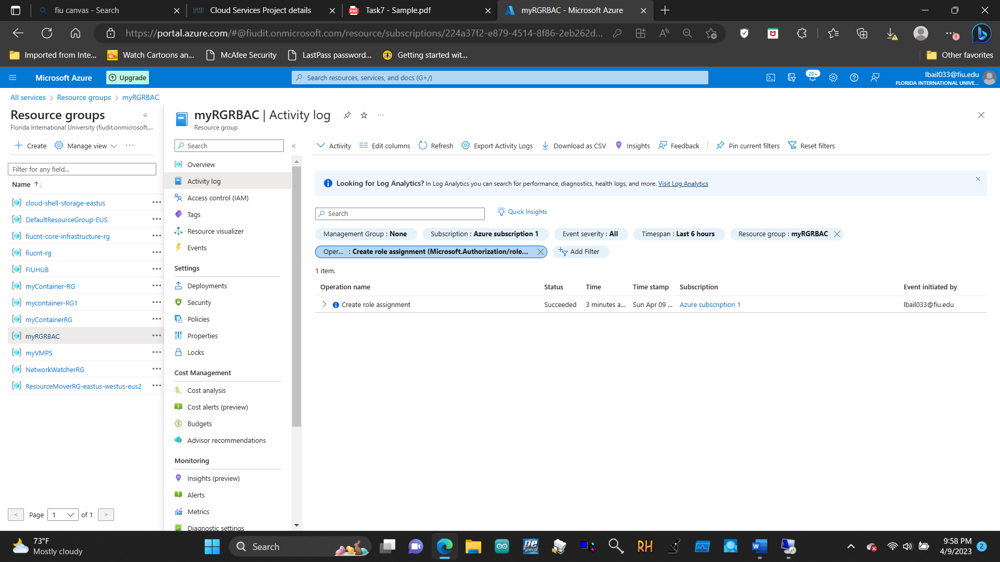 fiu canvas - Search
Cloud Services Project details
Task7 - Sample.pdf
myRGRBAC - Microsoft Azure
https://portal.azure.com/#@fiudit.onmicrosoft.com/resource/subscriptions/224a37f2-e879-4514-8f86-2eb262d...
Imported from Inte...
Watch Cartoons an...
McAfee Security
LastPass password...
Getting started wit...
Other favorites
Microsoft Azure
Upgrade
Search resources, services, and docs (G+/)
20+
lbail033@fiu.edu
FLORIDA INTERNATIONAL UNIVE...
All services > Resource groups > myRGRBAC
Resource groups
Florida International University (fiudit.onmicrosoft....
Create
Manage view
Filter for any field...
Name
cloud-shell-storage-eastus
DefaultResourceGroup-EUS
fiucnt-core-infrastructure-rg
fiucnt-rg
FIUHUB
myContainer-RG
mycontainer-RG1
myContainerRG
myRGRBAC
myVMPS
NetworkWatcherRG
ResourceMoverRG-eastus-westus-eus2
< Page 1 of 1 >
myRGRBAC | Activity log
Resource group
Search
Overview
Activity log
Access control (IAM)
Tags
Resource visualizer
Events
Settings
Deployments
Security
Policies
Properties
Locks
Cost Management
Cost analysis
Cost alerts (preview)
Budgets
Advisor recommendations
Monitoring
Insights (preview)
Alerts
Metrics
Diagnostic settings
Activity
Edit columns
Refresh
Export Activity Logs
Download as CSV
Insights
Feedback
Pin current filters
Reset filters
Looking for Log Analytics? In Log Analytics you can search for performance, diagnostics, health logs, and more. Visit Log Analytics
Search
Quick Insights
Management Group : None
Subscription : Azure subscription 1
Event severity : All
Timespan : Last 6 hours
Resource group : myRGRBAC
Oper... : Create role assignment (Microsoft.Authorization/role...
Add Filter
1 item.
Operation name Status Time Time stamp Subscription Event initiated by
Create role assignment Succeeded 3 minutes a... Sun Apr 09 ... Azure subscription 1 lbail033@fiu.edu
73°F
Mostly cloudy
Search
RH
9:58 PM
4/9/2023
2